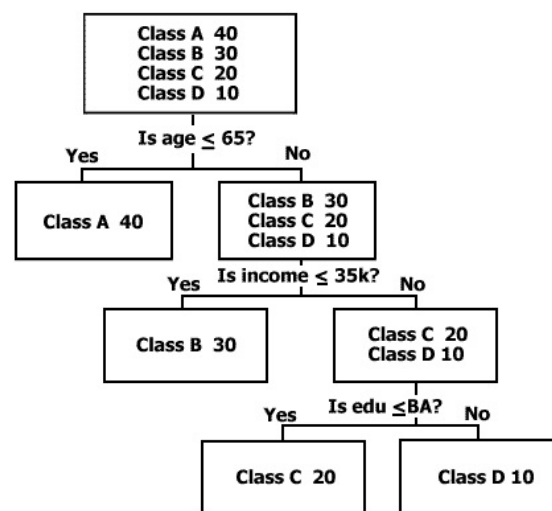 Class A 40
Class B 30
Class C 20
Class D 10
Is age ≤ 65?
Yes No
Class A 40
Class B 30
Class C 20
Class D 10
Is income ≤ 35k?
Yes No
Class B 30
Class C 20
Class D 10
Is edu ≤BA?
Yes No
Class C 20
Class D 10